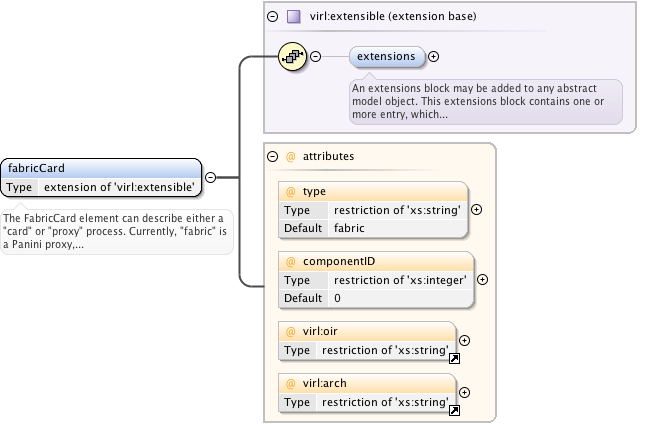 virl:extensible (extension base)
extensions
An extensions block may be added to any abstract
model object. This extensions block contains one or
more entry, which...
fabricCard
Type extension of 'virl:extensible'
The FabricCard element can describe either a
"card" or "proxy" process. Currently, "fabric" is
a Panini proxy,...
@ attributes
@ type
Type restriction of 'xs:string'
Default fabric
@ componentID
Type restriction of 'xs:integer'
Default 0
@ virl:oir
Type restriction of 'xs:string'
@ virl:arch
Type restriction of 'xs:string'